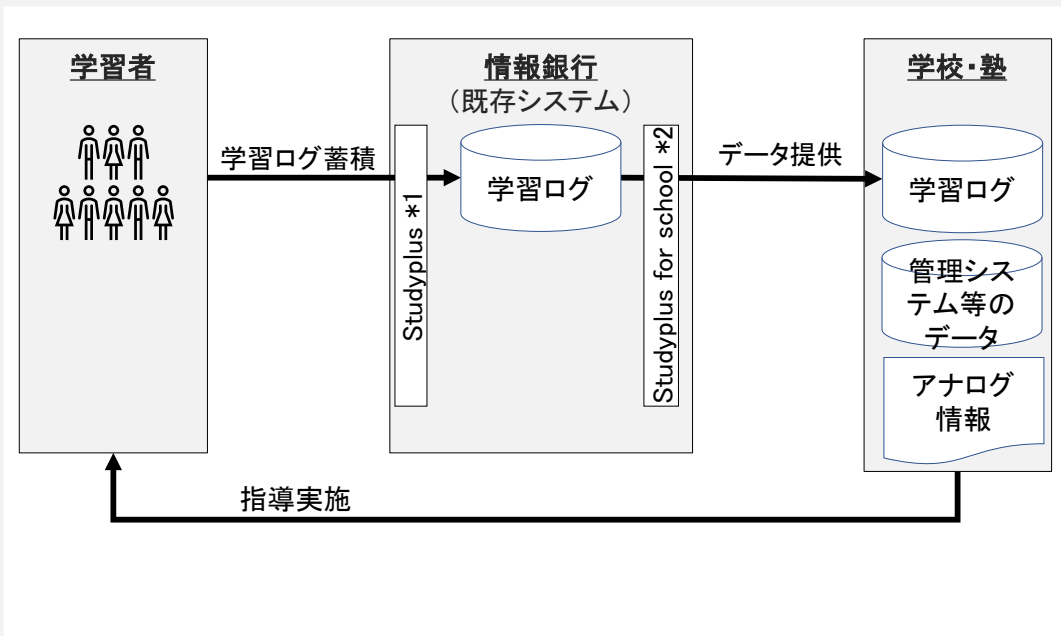 学習者
情報銀行
（既存システム）
学校・塾
学習ログ蓄積
Studyplus *1
学習ログ
Studyplus for school *2
データ提供
学習ログ
管理シス
テム等の
データ
アナログ
情報
指導実施